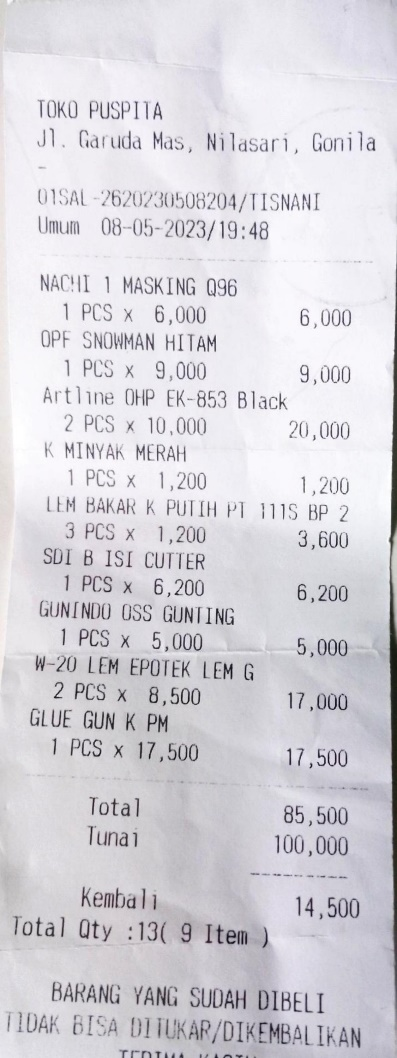 TOKO PUSPITA
Jl. Garuda Mas, Nilasari, Gonila
-
01SAL-2620230508204/TISNANI
Umum 08-05-2023/19:48
NACHI 1 MASKING Q96
1 PCS x 6,000 6,000
OPF SNOWMAN HITAM
1 PCS x 9,000 9,000
Artline OHP EK-853 Black
2 PCS x 10,000 20,000
K MINYAK MERAH
1 PCS x 1,200 1,200
LEM BAKAR K PUTIH PT 111S BP 2
3 PCS x 1,200 3,600
SDI B ISI CUTTER
1 PCS x 6,200 6,200
GUNINDO OSS GUNTING
1 PCS x 5,000 5,000
W-20 LEM EPOTEK LEM G
2 PCS x 8,500 17,000
GLUE GUN K PM
1 PCS x 17,500 17,500
Total 85,500
Tunai 100,000
Kembali 14,500
Total Qty :13( 9 Item )
BARANG YANG SUDAH DIBELI
TIDAK BISA DITUKAR/DIKEMBALIKAN
TERIMA KASIH